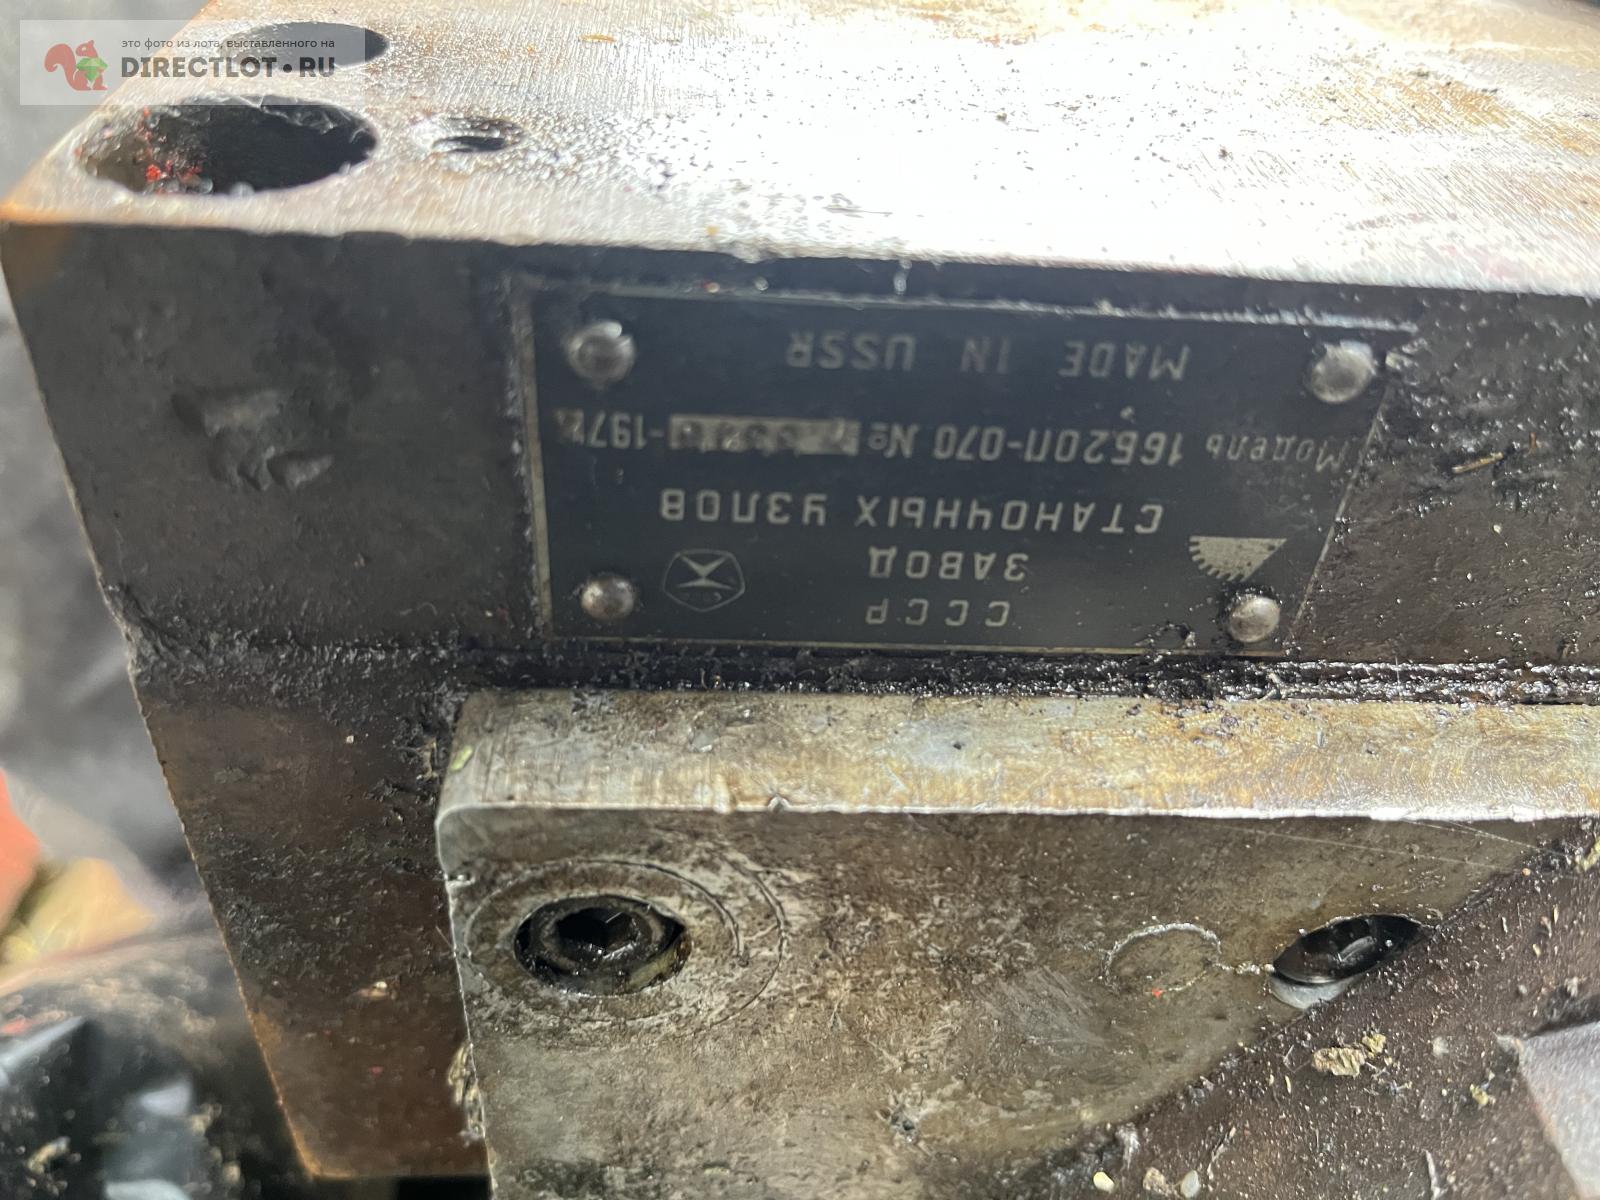 это фото из лота, выставленного на
DIRECTLOT.RU
СССР
ЗАВОД
СТАНОЧНЫХ УЗЛОВ
Модель 16Б20П-070 № -197
MADE IN USSR